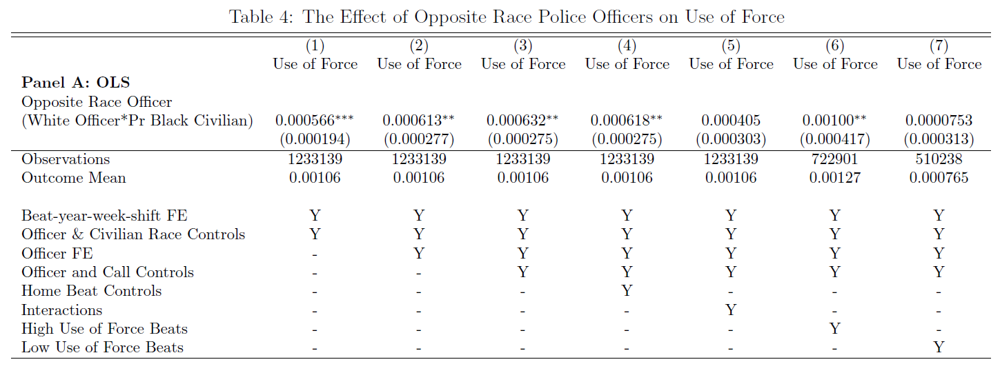 Table 4: The Effect of Opposite Race Police Officers on Use of Force
(1) (2) (3) (4) (5) (6) (7)
Use of Force Use of Force Use of Force Use of Force Use of Force Use of Force Use of Force
Panel A: OLS
Opposite Race Officer
(White Officer*Pr Black Civilian) 0.000566*** 0.000613** 0.000632** 0.000618** 0.000405 0.00100** 0.0000753
(0.000194) (0.000277) (0.000275) (0.000275) (0.000303) (0.000417) (0.000313)
Observations 1233139 1233139 1233139 1233139 1233139 722901 510238
Outcome Mean 0.00106 0.00106 0.00106 0.00106 0.00106 0.00127 0.000765
Beat-year-week-shift FE Y Y Y Y Y Y Y
Officer & Civilian Race Controls Y Y Y Y Y Y Y
Officer FE - Y Y Y Y Y Y
Officer and Call Controls - - Y Y Y Y Y
Home Beat Controls - - - Y - - -
Interactions - - - - Y - -
High Use of Force Beats - - - - - Y -
Low Use of Force Beats - - - - - - Y